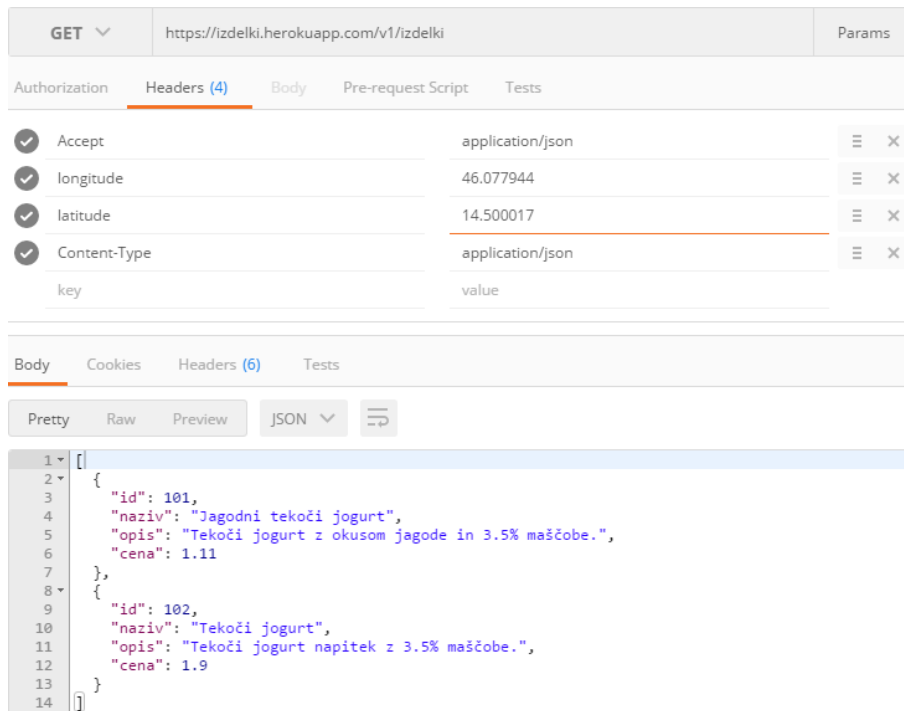 GET https://izdelki.herokuapp.com/v1/izdelki Params
Authorization Headers (4) Body Pre-request Script Tests
Accept application/json
longitude 46.077944
latitude 14.500017
Content-Type application/json
key value
Body Cookies Headers (6) Tests
Pretty Raw Preview JSON
1 [
2 {
3 "id": 101,
4 "naziv": "Jagodni tekoči jogurt",
5 "opis": "Tekoči jogurt z okusom jagode in 3.5% maščobe.",
6 "cena": 1.11
7 },
8 {
9 "id": 102,
10 "naziv": "Tekoči jogurt",
11 "opis": "Tekoči jogurt napitek z 3.5% maščobe.",
12 "cena": 1.9
13 }
14 ]